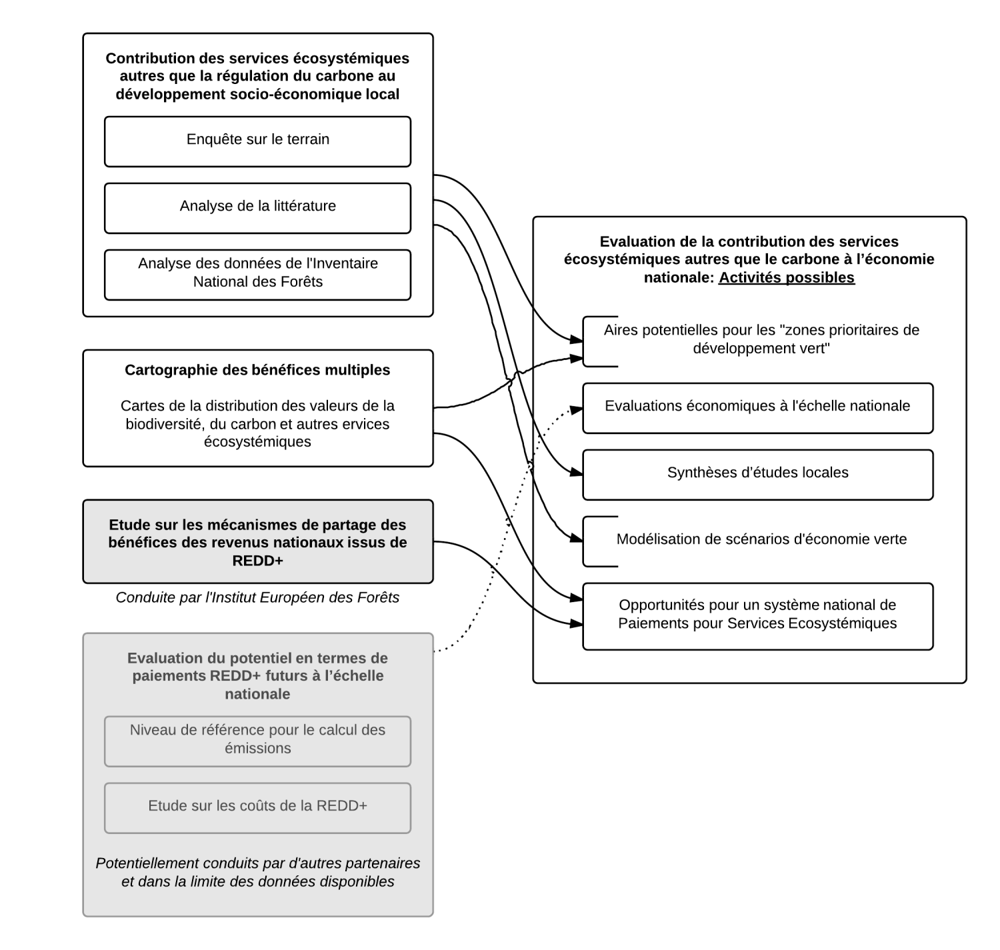 Contribution des services écosystémiques
autres que la régulation du carbone au
développement socio-économique local
Enquête sur le terrain
Analyse de la littérature
Analyse des données de l'Inventaire
National des Forêts
Cartographie des bénéfices multiples
Cartes de la distribution des valeurs de la
biodiversité, du carbon et autres ervices
écosystémiques
Etude sur les mécanismes de partage des
bénéfices des revenus nationaux issus de
REDD+
Conduite par l'Institut Européen des Forêts
Evaluation du potentiel en termes de
paiements REDD+ futurs à l’échelle
nationale
Niveau de référence pour le calcul des
émissions
Etude sur les coûts de la REDD+
Potentiellement conduits par d'autres partenaires
et dans la limite des données disponibles
Evaluation de la contribution des services
écosystémiques autres que le carbone à l’économie
nationale: Activités possibles
Aires potentielles pour les "zones prioritaires de
développement vert"
Evaluations économiques à l'échelle nationale
Synthèses d’études locales
Modélisation de scénarios d'économie verte
Opportunités pour un système national de
Paiements pour Services Ecosystémiques